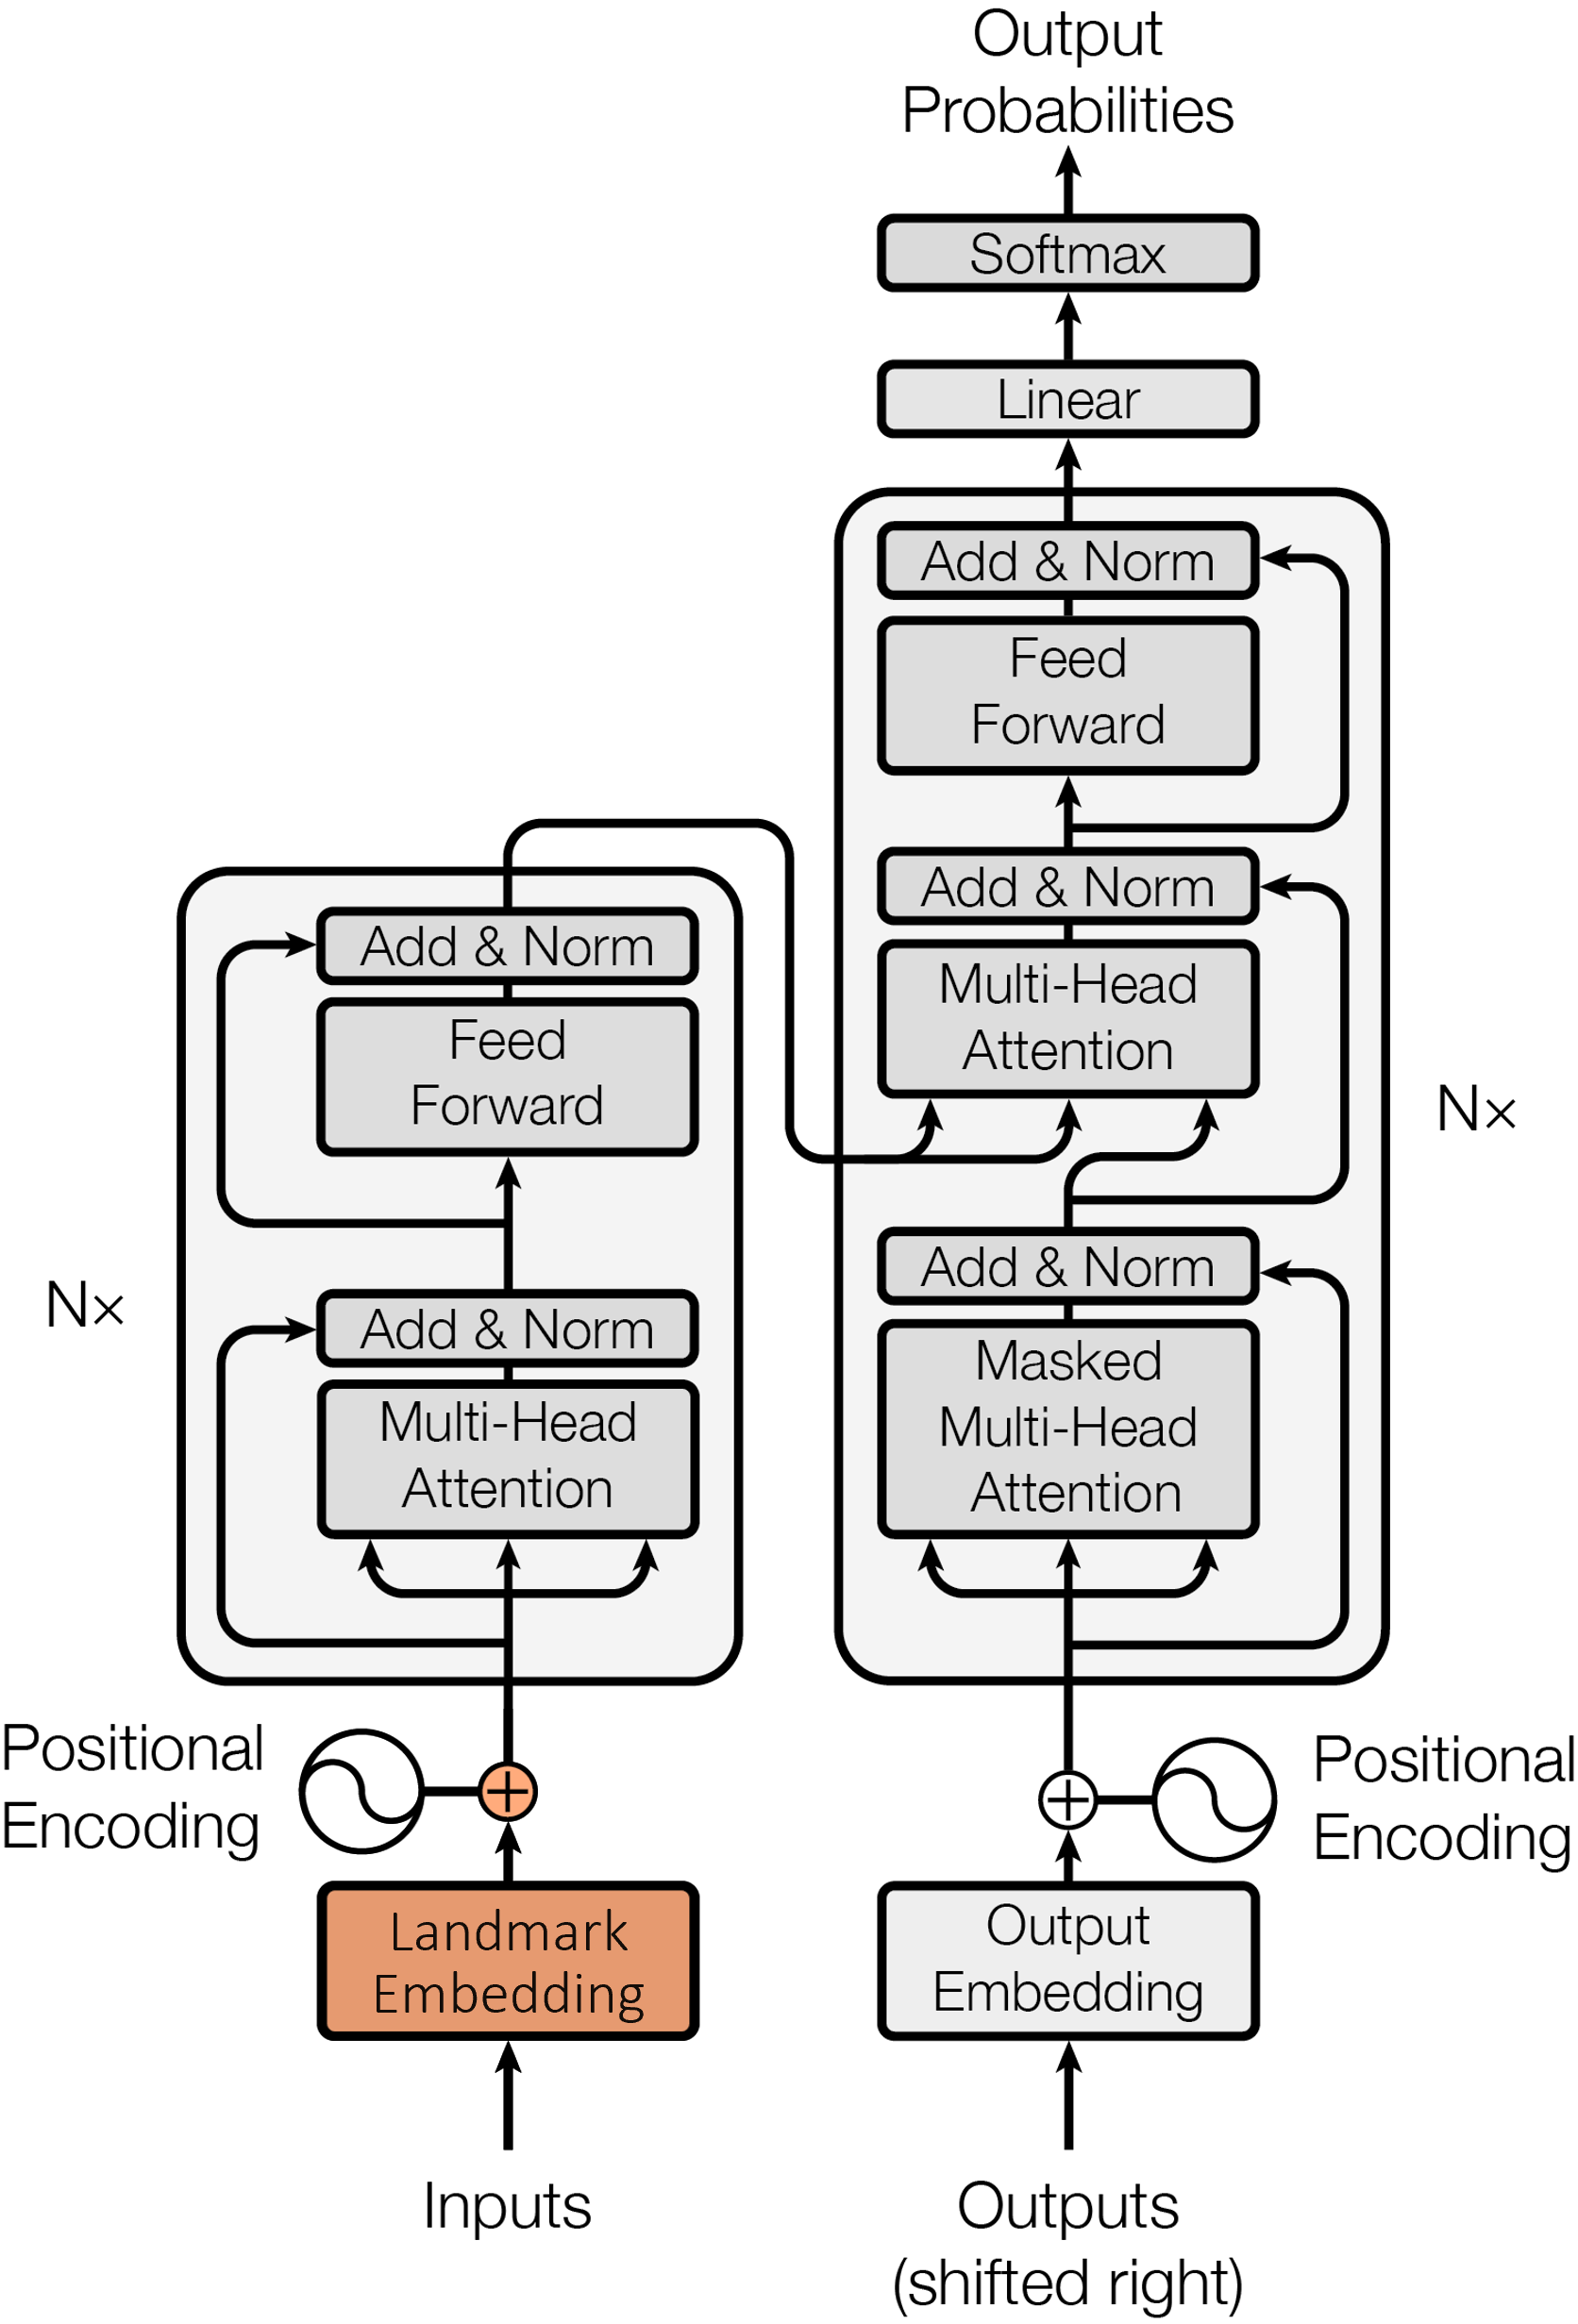 Output
Probabilities
Softmax
Linear
Add & Norm
Feed
Forward
Add & Norm
Multi-Head
Attention
N×
Add & Norm
Masked
Multi-Head
Attention
Add & Norm
Feed
Forward
N×
Add & Norm
Multi-Head
Attention
Positional
Encoding
Positional
Encoding
Landmark
Embedding
Output
Embedding
Inputs
Outputs
(shifted right)